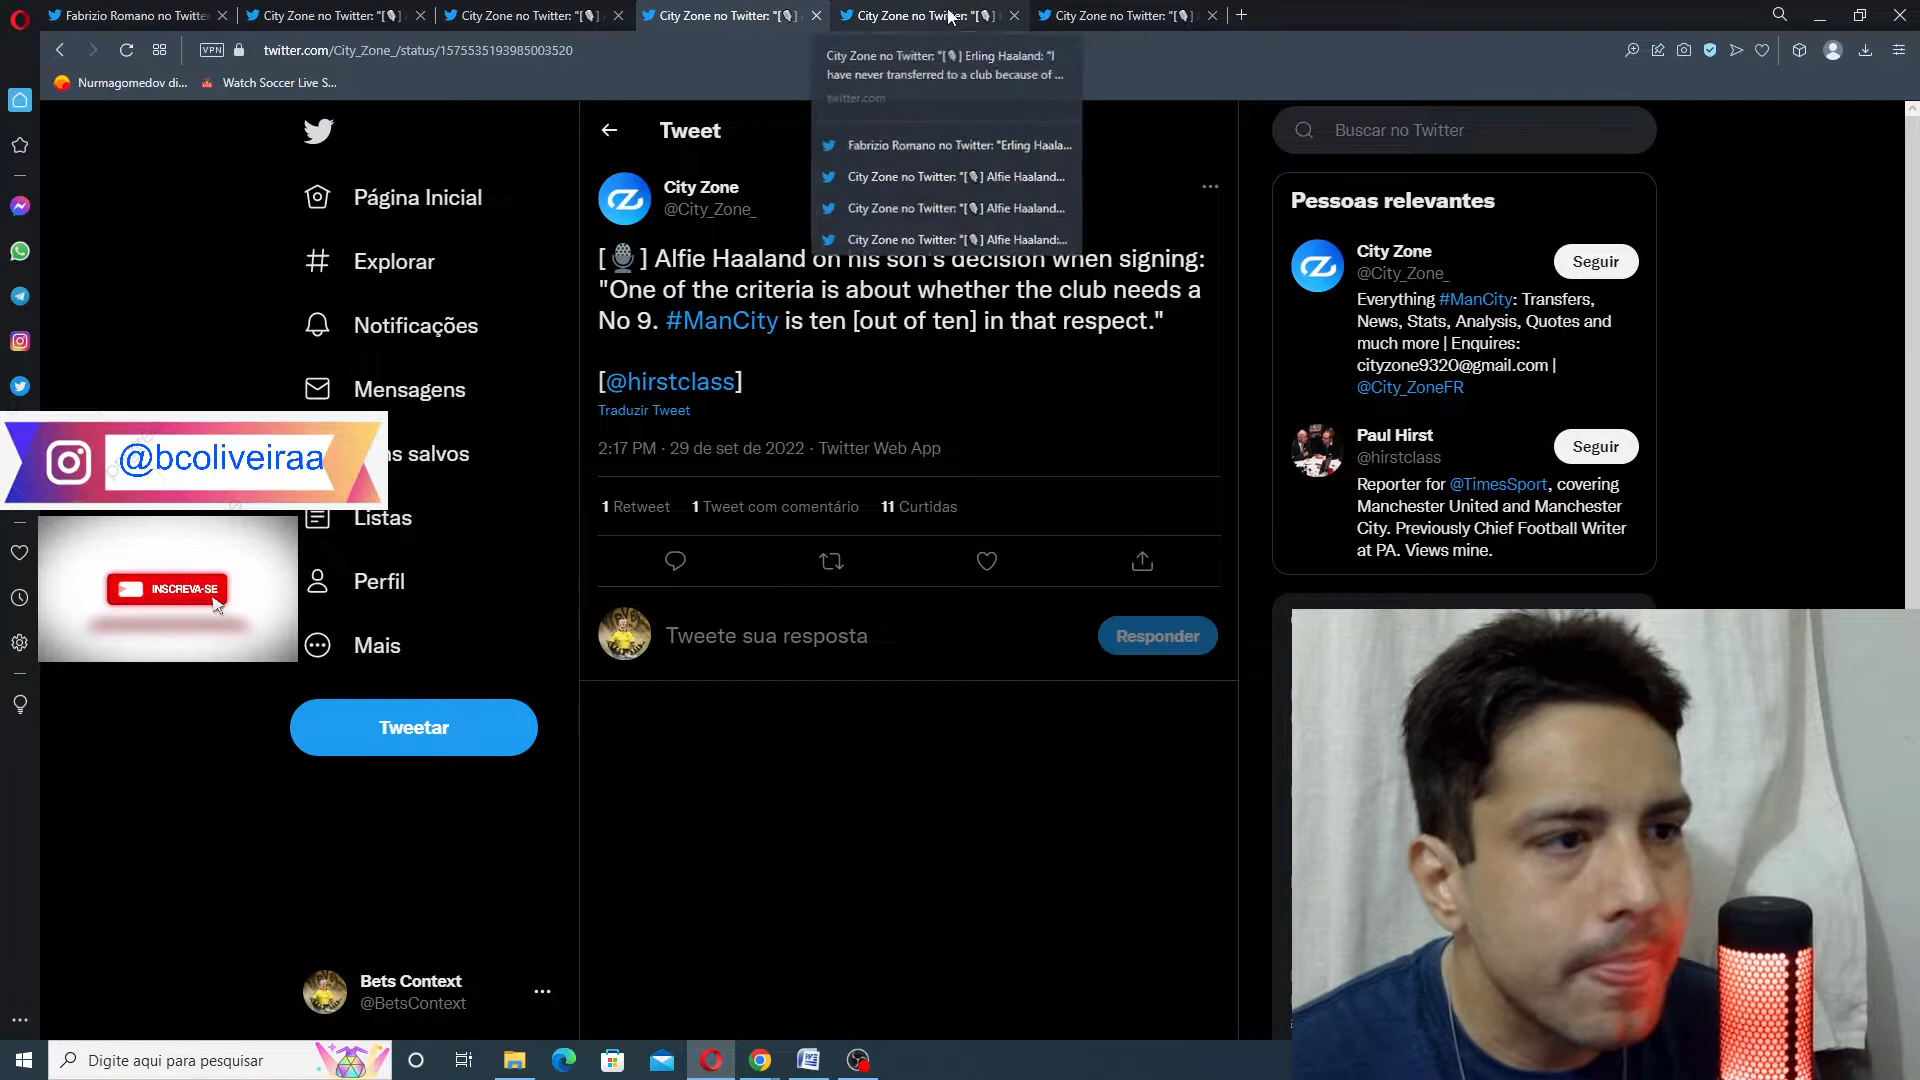 Fabrizio Romano no Twitter
City Zone no Twitter: "[🎙️]
City Zone no Twitter: "[🎙️]
City Zone no Twitter: "[🎙️]
City Zone no Twitter: "[🎙️]
City Zone no Twitter: "[🎙️]
VPN
twitter.com/City_Zone_/status/1575535193985003520
Nurmagomedov di...
Watch Soccer Live S...
City Zone no Twitter: "[🎙️] Erling Haaland: "I
have never transferred to a club because of ...
twitter.com
Fabrizio Romano no Twitter: "Erling Haala...
City Zone no Twitter: "[🎙️] Alfie Haaland...
City Zone no Twitter: "[🎙️] Alfie Haaland...
City Zone no Twitter: "[🎙️] Alfie Haaland:...
Página Inicial
Explorar
Notificações
Mensagens
ns salvos
Listas
Perfil
Mais
Tweetar
Bets Context
@BetsContext
@bcoliveiraa
INSCREVA-SE
Tweet
City Zone
@City_Zone_
[🎙️] Alfie Haaland on his son's decision when signing:
"One of the criteria is about whether the club needs a
No 9. #ManCity is ten [out of ten] in that respect."
[@hirstclass]
Traduzir Tweet
2:17 PM · 29 de set de 2022 · Twitter Web App
1 Retweet 1 Tweet com comentário 11 Curtidas
Tweete sua resposta
Responder
Buscar no Twitter
Pessoas relevantes
City Zone
@City_Zone_
Seguir
Everything #ManCity: Transfers,
News, Stats, Analysis, Quotes and
much more | Enquires:
cityzone9320@gmail.com |
@City_ZoneFR
Paul Hirst
@hirstclass
Seguir
Reporter for @TimesSport, covering
Manchester United and Manchester
City. Previously Chief Football Writer
at PA. Views mine.
Digite aqui para pesquisar